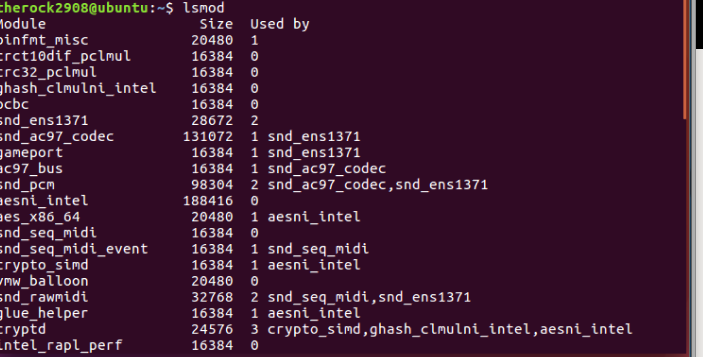 therock2908@ubuntu:~$ lsmod
Module Size Used by
binfmt_misc 20480 1
crct10dif_pclmul 16384 0
crc32_pclmul 16384 0
ghash_clmulni_intel 16384 0
pcbc 16384 0
snd_ens1371 28672 2
snd_ac97_codec 131072 1 snd_ens1371
gameport 16384 1 snd_ens1371
ac97_bus 16384 1 snd_ac97_codec
snd_pcm 98304 2 snd_ac97_codec,snd_ens1371
aesni_intel 188416 0
aes_x86_64 20480 1 aesni_intel
snd_seq_midi 16384 0
snd_seq_midi_event 16384 1 snd_seq_midi
crypto_simd 16384 1 aesni_intel
vmw_balloon 20480 0
snd_rawmidi 32768 2 snd_seq_midi,snd_ens1371
glue_helper 16384 1 aesni_intel
cryptd 24576 3 crypto_simd,ghash_clmulni_intel,aesni_intel
intel_rapl_perf 16384 0